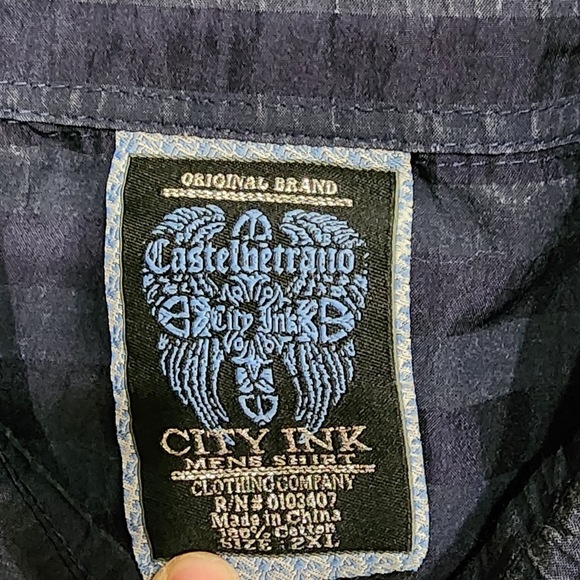 ORIGINAL BRAND
Castelberrano
City Ink
CITY INK
MENS SHIRT
CLOTHING COMPANY
R/N# 0103407
Made in China
100% Cotton
SIZE: 2XL